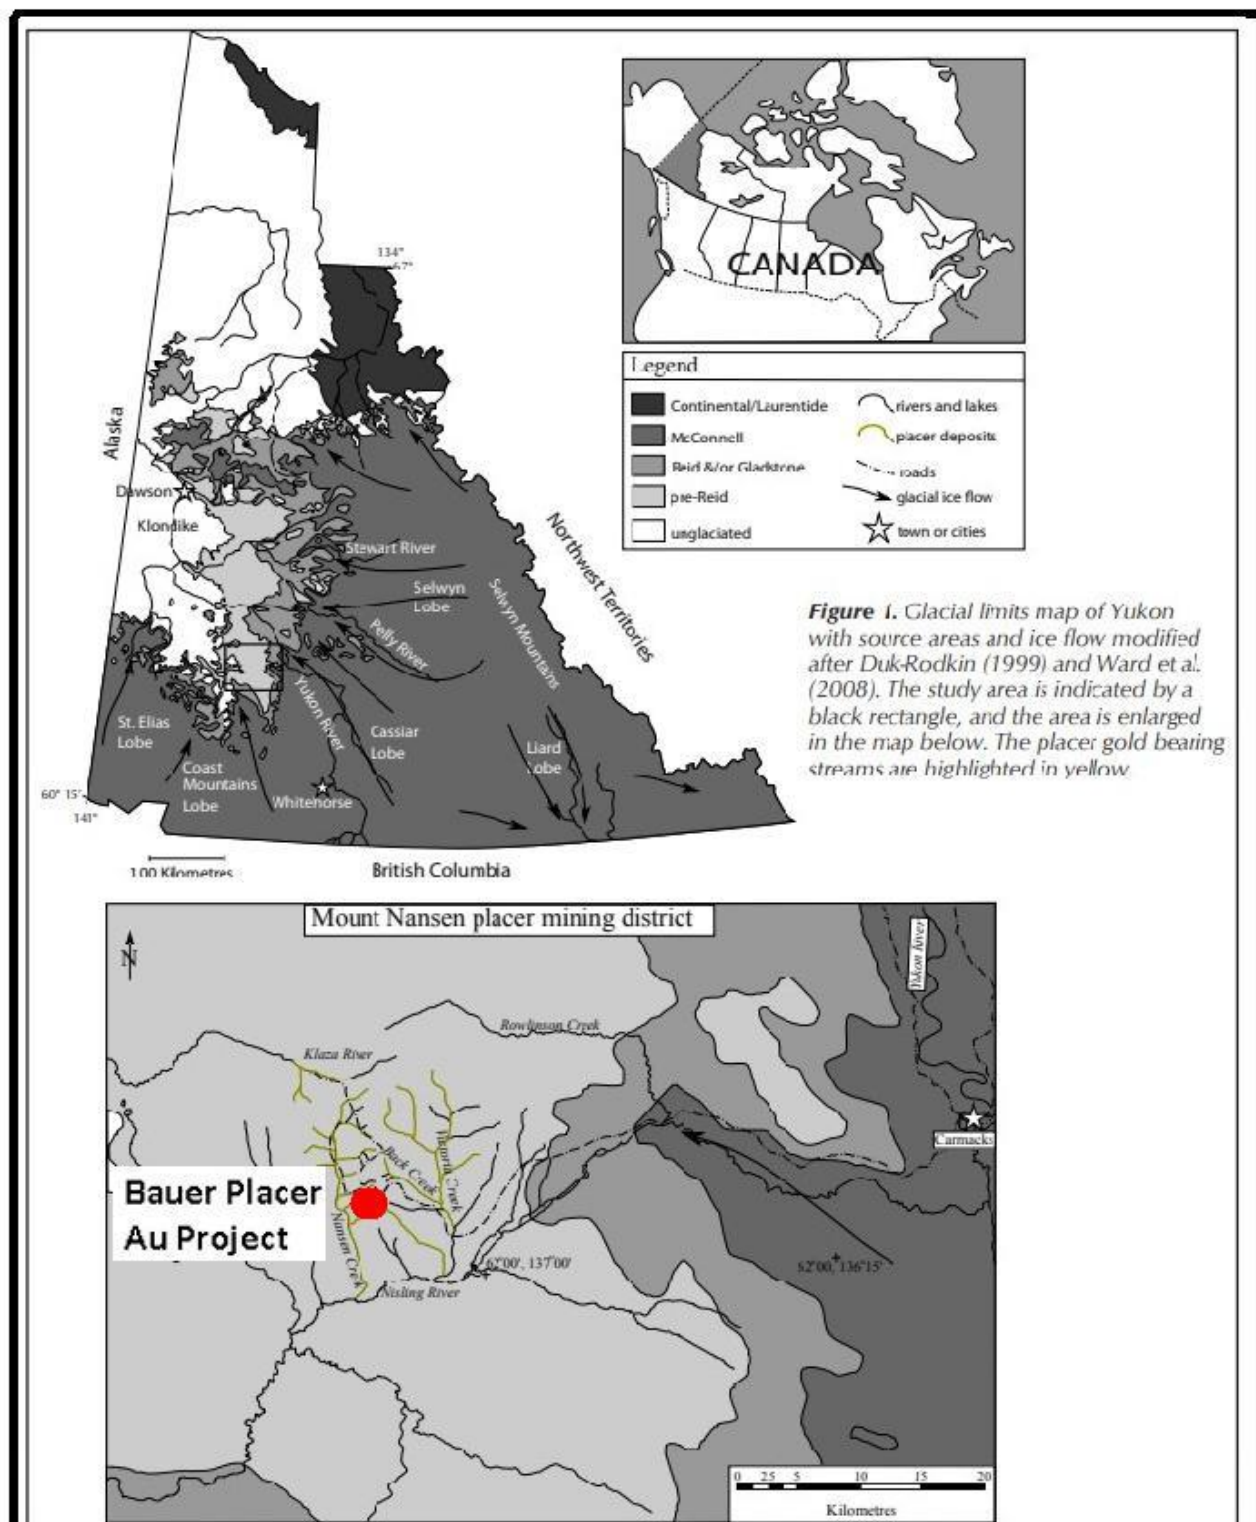 134°
67°
Alaska
Dawson
Klondike
Stewart River
Selwyn
Lobe
Pelly River
Selwyn Mountains
Northwest Territories
Yukon River
St. Elias
Lobe
Coast
Mountains
Lobe
Cassiar
Lobe
Liard
Lobe
Whitehorse
60° 15'
141°
100 Kilometres
British Columbia
CANADA
Legend
Continental/Laurentide
McConnell
Reid &/or Gladstone
pre-Reid
unglaciated
rivers and lakes
placer deposits
roads
glacial ice flow
town or cities
Figure 1. Glacial limits map of Yukon
with source areas and ice flow modified
after Duk-Rodkin (1999) and Ward et al.
(2008). The study area is indicated by a
black rectangle, and the area is enlarged
in the map below. The placer gold bearing
streams are highlighted in yellow
Mount Nansen placer mining district
N
Yukon River
Rowlinson Creek
Klaza River
Carmacks
Back Creek
Victoria Creek
Bauer Placer
Au Project
Nansen Creek
62°00', 137°00'
62°00, 136°15'
Nisling River
0 2.5 5 10 15 20
Kilometres